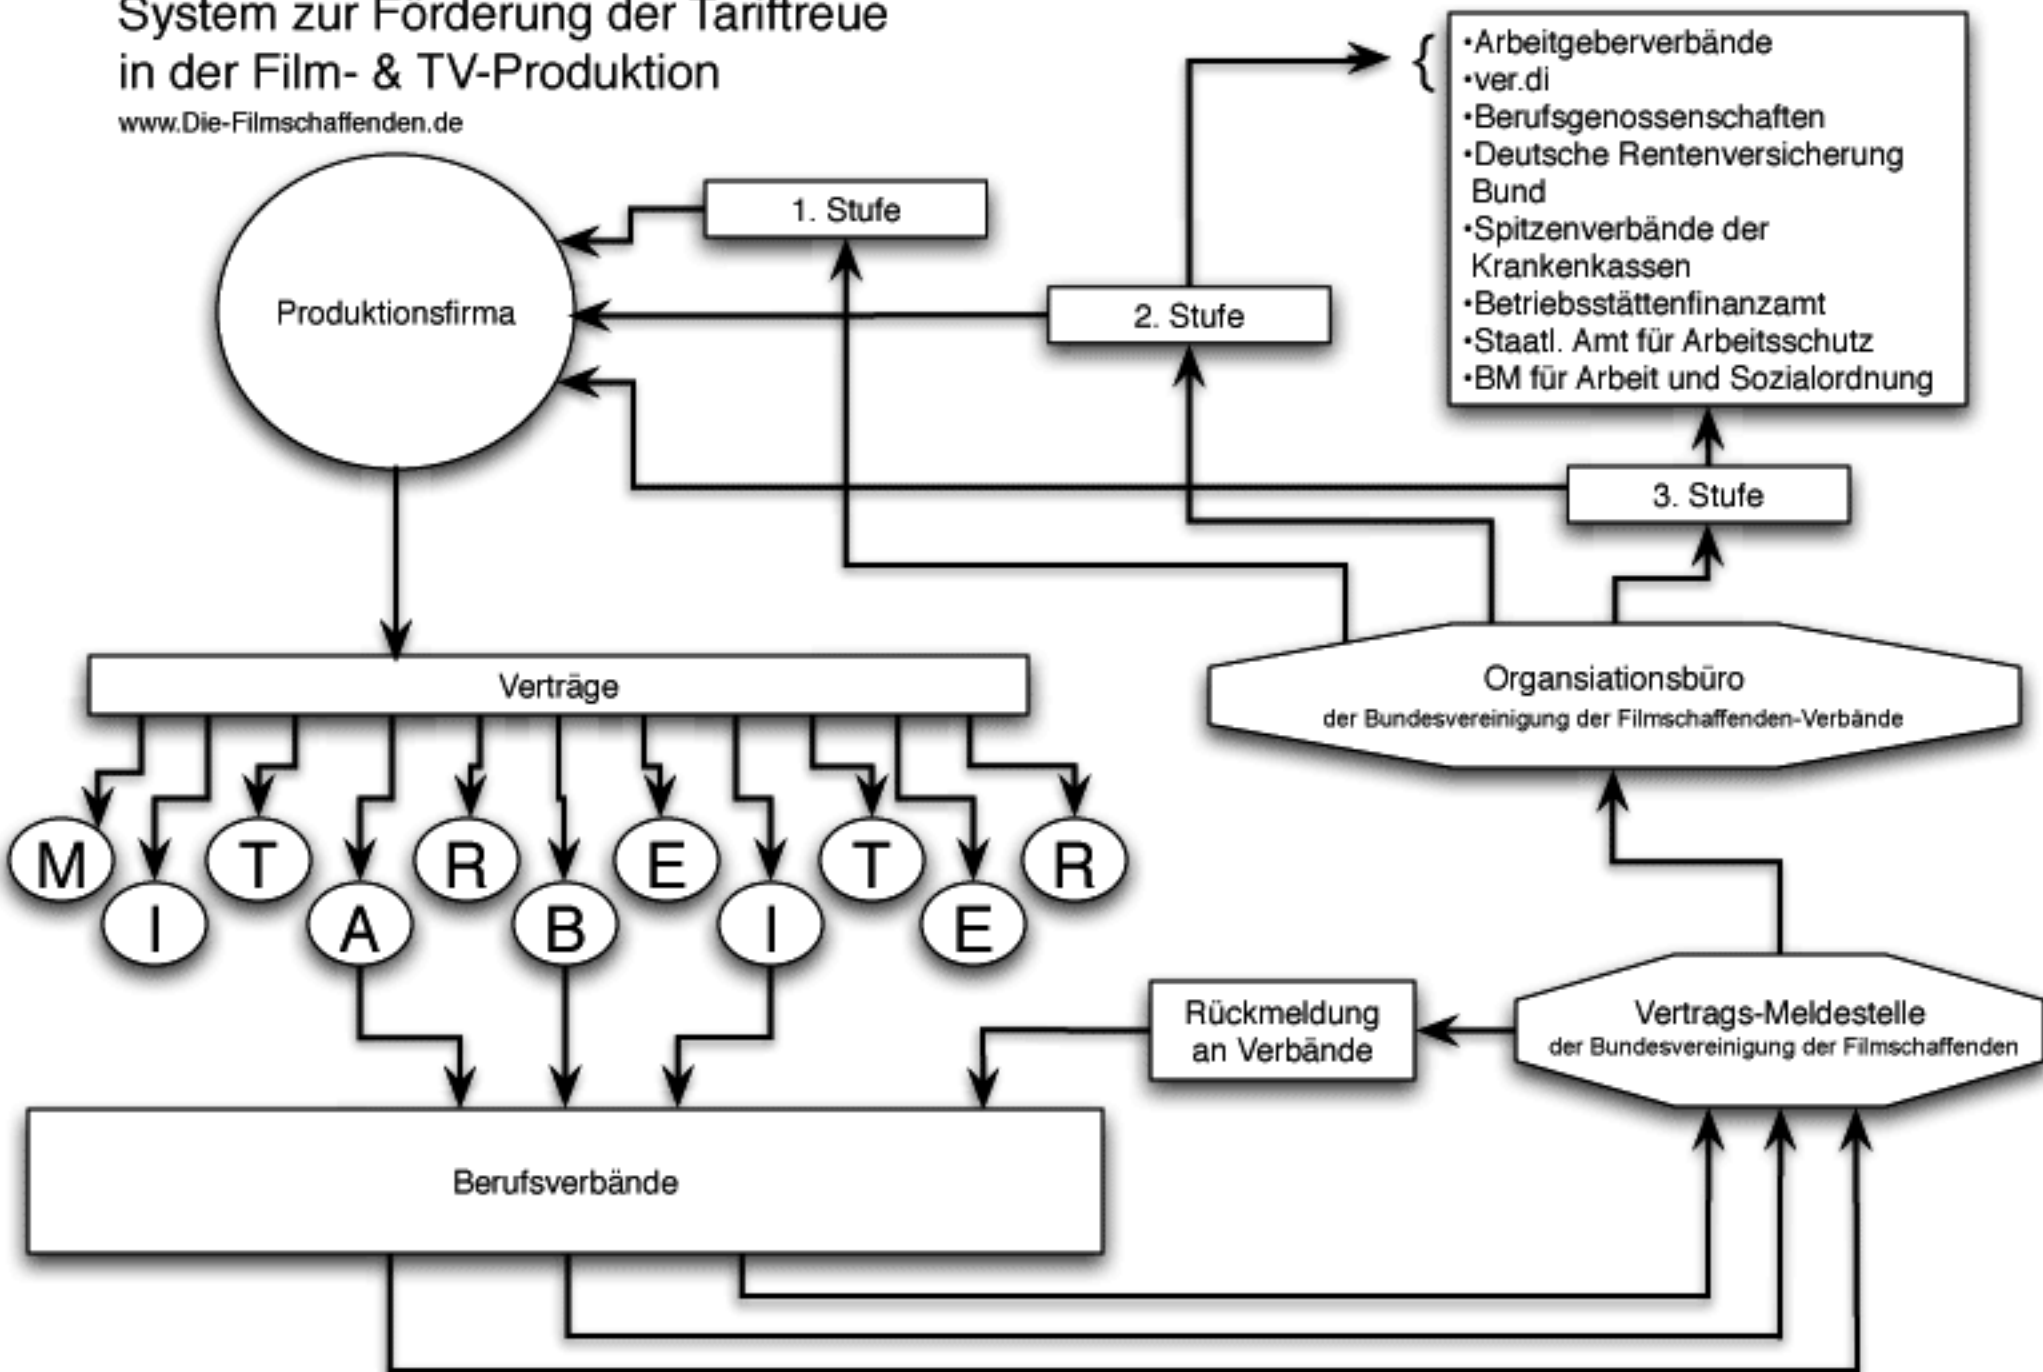 System zur Förderung der Tariftreue
in der Film- & TV-Produktion
www.Die-Filmschaffenden.de
•Arbeitgeberverbände
•ver.di
•Berufsgenossenschaften
•Deutsche Rentenversicherung
Bund
•Spitzenverbände der
Krankenkassen
•Betriebsstättenfinanzamt
•Staatl. Amt für Arbeitsschutz
•BM für Arbeit und Sozialordnung
{
1. Stufe
Produktionsfirma
2. Stufe
3. Stufe
Organsiationsbüro
der Bundesvereinigung der Filmschaffenden-Verbände
Verträge
M I T A R B E I T E R
Rückmeldung
an Verbände
Vertrags-Meldestelle
der Bundesvereinigung der Filmschaffenden
Berufsverbände